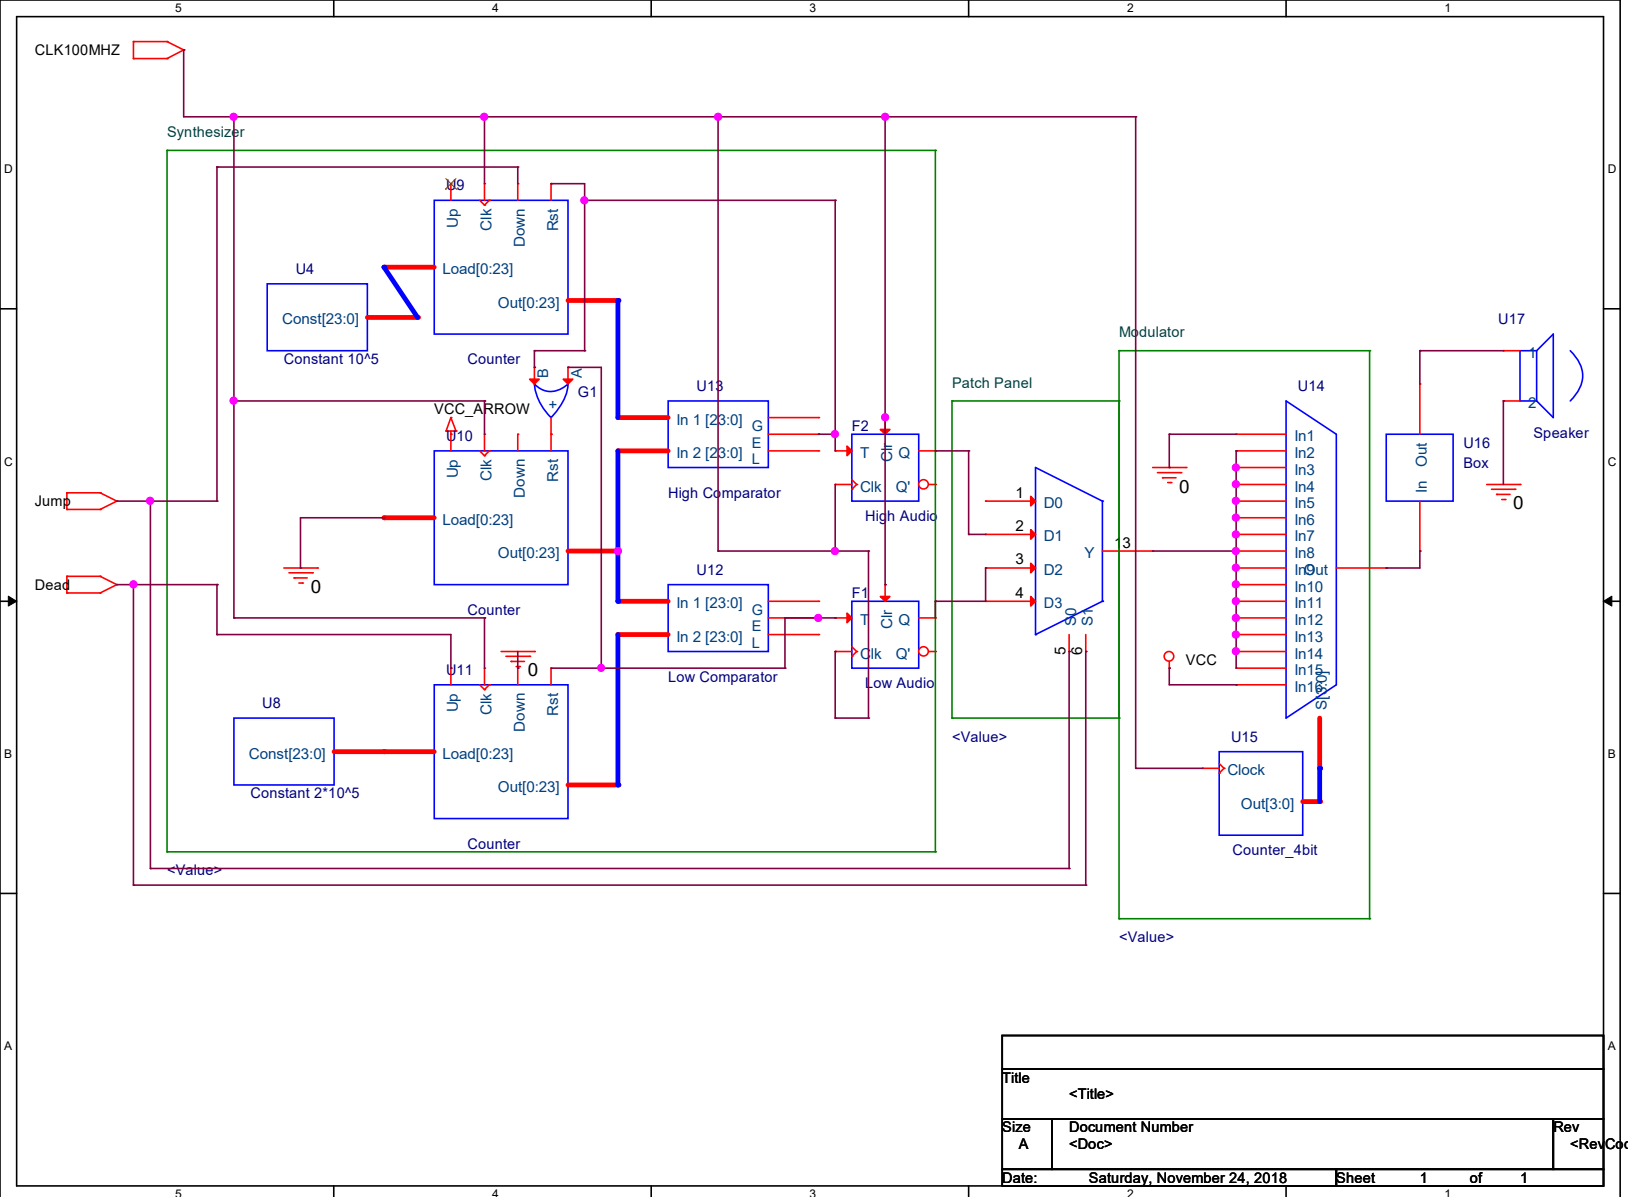 5 4 3 2 1
CLK100MHZ
Synthesizer
D D
U9
Up Clk Down Rst
U4
Load[0:23]
Out[0:23]
Const[23:0]
Constant 10^5
Counter
Modulator
U17
1
2
Speaker
B A
G1
+
VCC_ARROW
U13
In 1 [23:0]
In 2 [23:0]
G
E
L
High Comparator
Patch Panel
U14
F2
T Clr Q
Clk Q'
High Audio
U10
Up Clk Down Rst
Load[0:23]
Out[0:23]
Counter
0
C C
Jump
Dead
1 D0
2 D1
3 D2
4 D3
Y 13
S0 S1
5 6
0
In1
In2
In3
In4
In5
In6
In7
In8
In9 Out
In10
In11
In12
In13
In14
In15
In16
S[3:0]
VCC
Out
In
U16
Box
0
U12
In 1 [23:0]
In 2 [23:0]
G
E
L
Low Comparator
F1
T Clr Q
Clk Q'
Low Audio
0
U11
Up Clk Down Rst
U8
Const[23:0]
Constant 2*10^5
Load[0:23]
Out[0:23]
Counter
<Value>
<Value>
U15
Clock
Out[3:0]
Counter_4bit
<Value>
B B
A A
Title
<Title>
Size
A
Document Number
<Doc>
Rev
<RevCod
Date: Saturday, November 24, 2018 Sheet 1 of 1
5 4 3 2 1